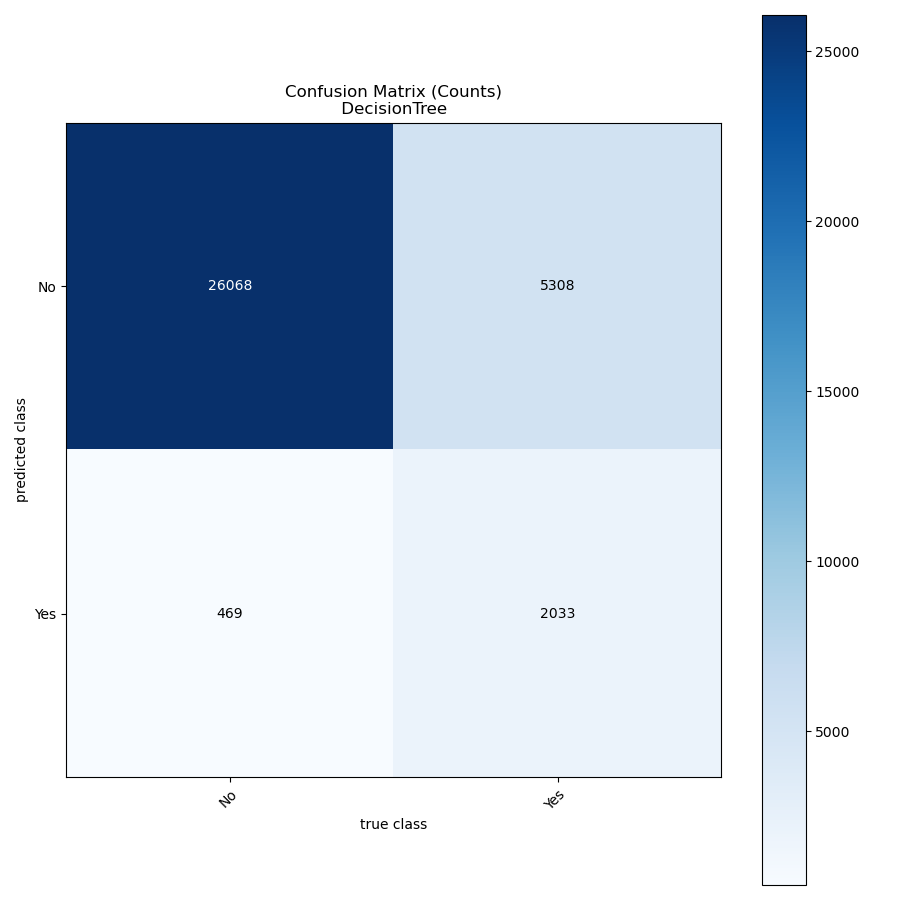 Confusion Matrix (Counts)
DecisionTree
25000
20000
15000
10000
5000
No
26068
5308
predicted class
Yes
469
2033
No
Yes
true class